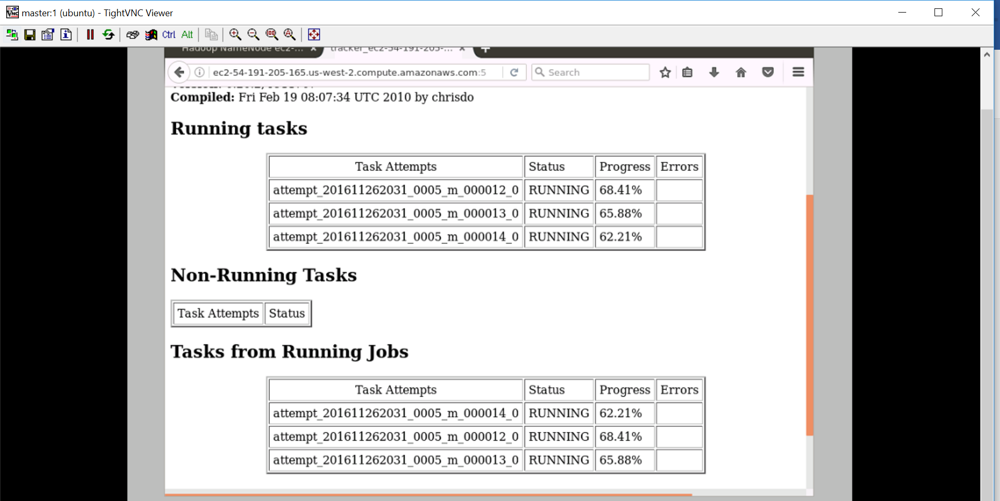 master:1 (ubuntu) - TightVNC Viewer
Ctrl Alt
Hadoop NameNode ec2-... tracker_ec2-54-191-205-...
ec2-54-191-205-165.us-west-2.compute.amazonaws.com:5 Search
Compiled: Fri Feb 19 08:07:34 UTC 2010 by chrisdo
Running tasks
Task Attempts Status Progress Errors
attempt_201611262031_0005_m_000012_0 RUNNING 68.41%
attempt_201611262031_0005_m_000013_0 RUNNING 65.88%
attempt_201611262031_0005_m_000014_0 RUNNING 62.21%
Non-Running Tasks
Task Attempts Status
Tasks from Running Jobs
Task Attempts Status Progress Errors
attempt_201611262031_0005_m_000014_0 RUNNING 62.21%
attempt_201611262031_0005_m_000012_0 RUNNING 68.41%
attempt_201611262031_0005_m_000013_0 RUNNING 65.88%